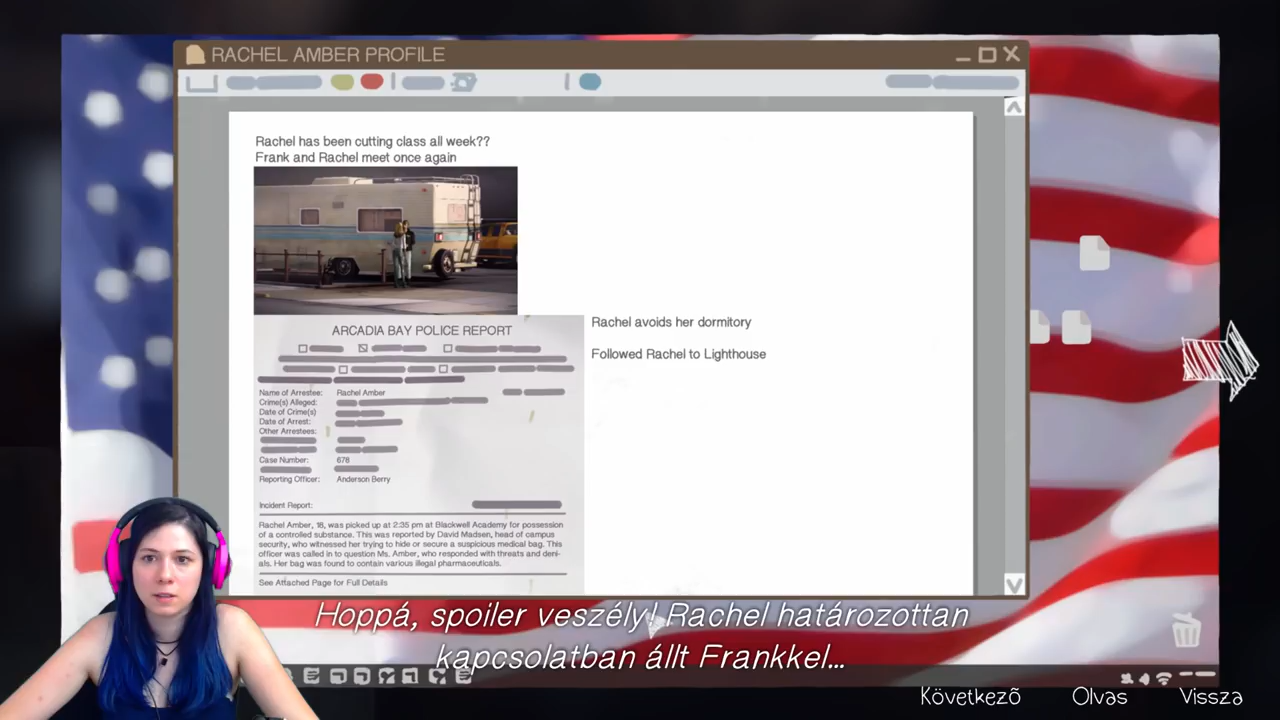 RACHEL AMBER PROFILE
Rachel has been cutting class all week??
Frank and Rachel meet once again
ARCADIA BAY POLICE REPORT
Rachel avoids her dormitory
Followed Rachel to Lighthouse
Name of Arrestee: Rachel Amber
Crime(s) Alleged:
Date of Crime(s)
Date of Arrest:
Other Arrestees:
Case Number: 678
Reporting Officer: Anderson Berry
Incident Report:
Rachel Amber, 18, was picked up at 2:35 pm at Blackwell Academy for possession
of a controlled substance. This was reported by David Madsen, head of campus
security, who witnessed her trying to hide or secure a suspicious medical bag. This
officer was called in to question Ms. Amber, who responded with threats and deni-
als. Her bag was found to contain various illegal pharmaceuticals.
See Attached Page for Full Details
Hoppá, spoiler veszély! Rachel határozottan
kapcsolatban állt Frankkel...
Következõ Olvas Vissza